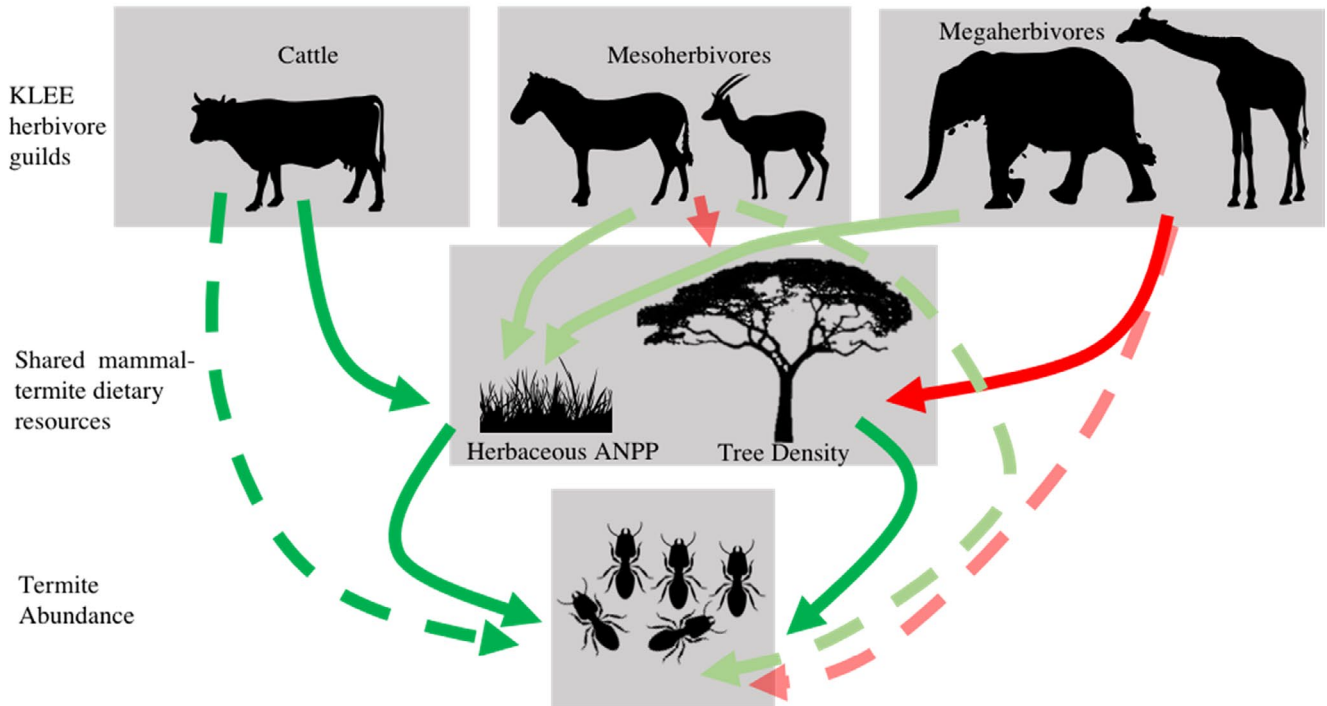 KLEE
herbivore
guilds
Cattle
Mesoherbivores
Megaherbivores
Shared mammal-
termite dietary
resources
Herbaceous ANPP
Tree Density
Termite
Abundance